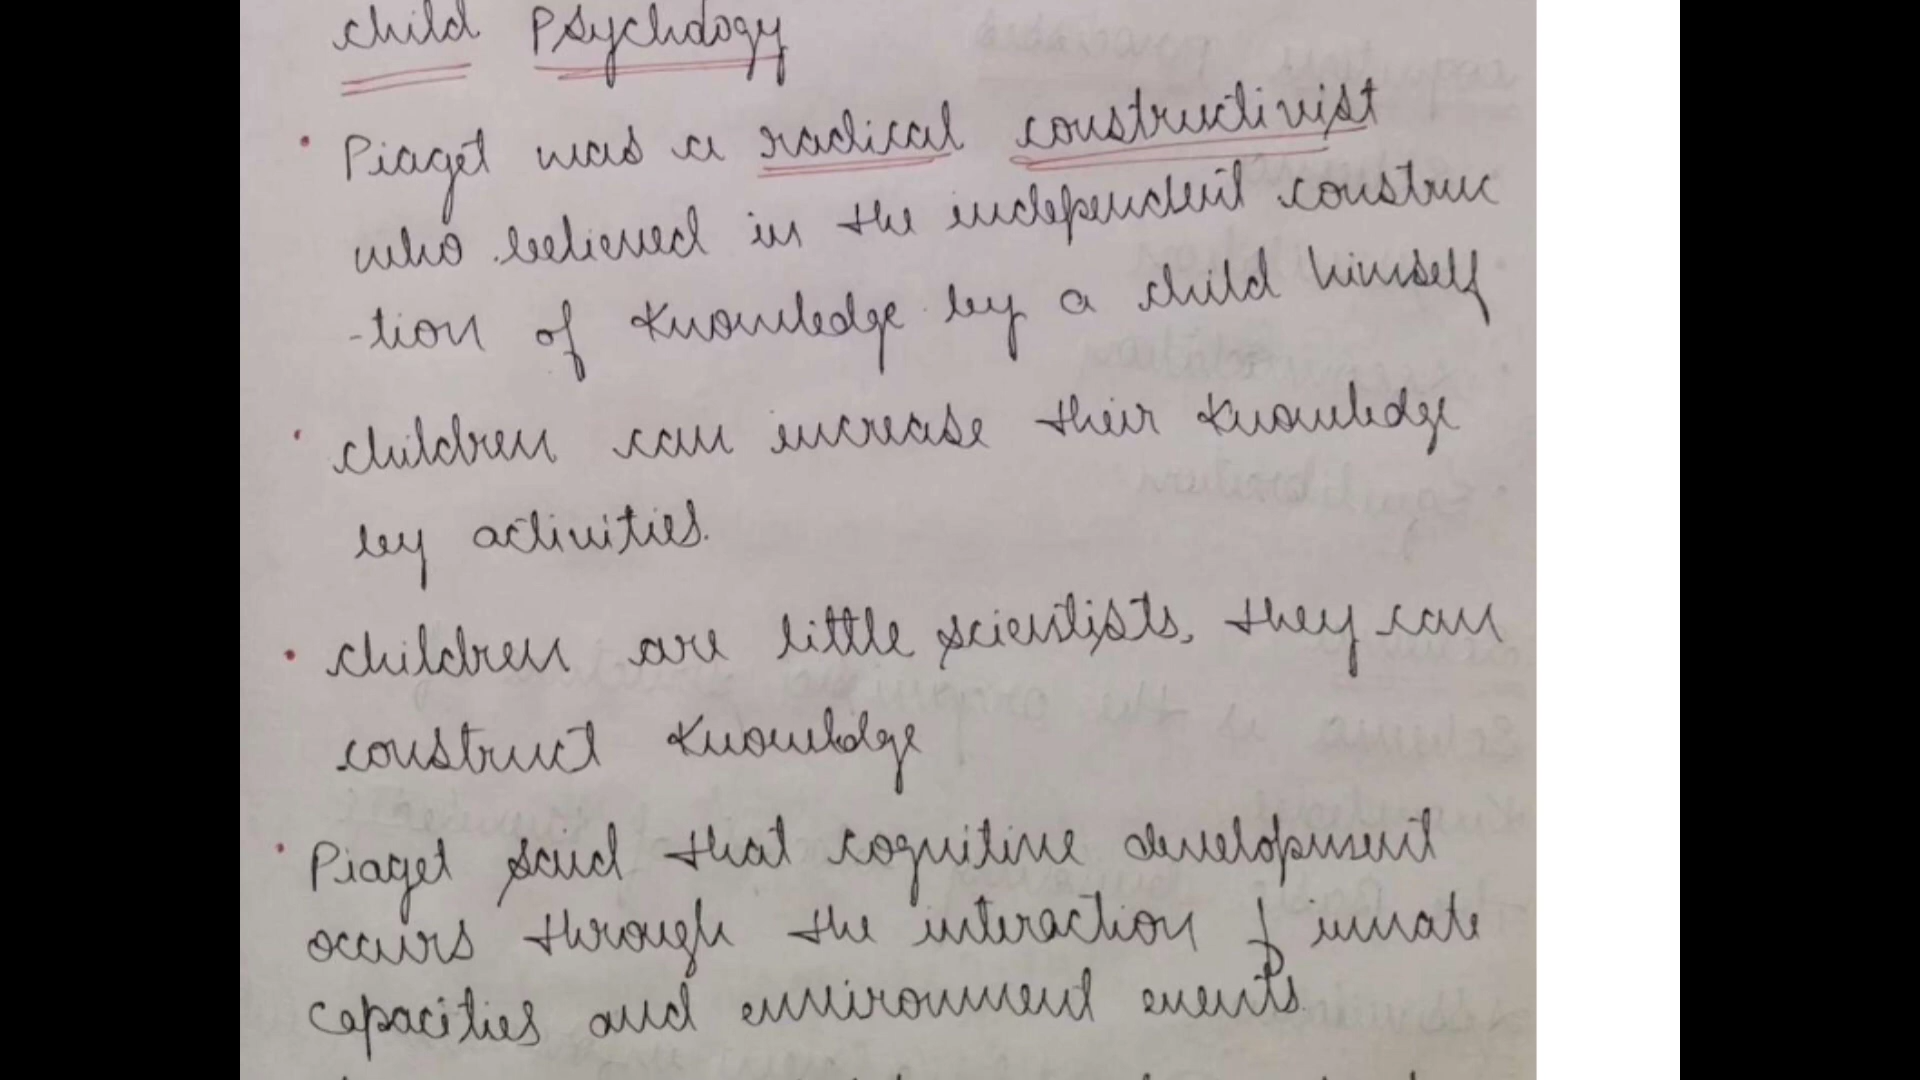 child Psychology
• Piaget was a radical constructivist
who believed in the independent construc
-tion of knowledge by a child himself
• children can increase their knowledge
by activities.
• children are little scientists, they can
construct knowledge
• Piaget said that cognitive development
occurs through the interaction of innate
capacities and environment events.